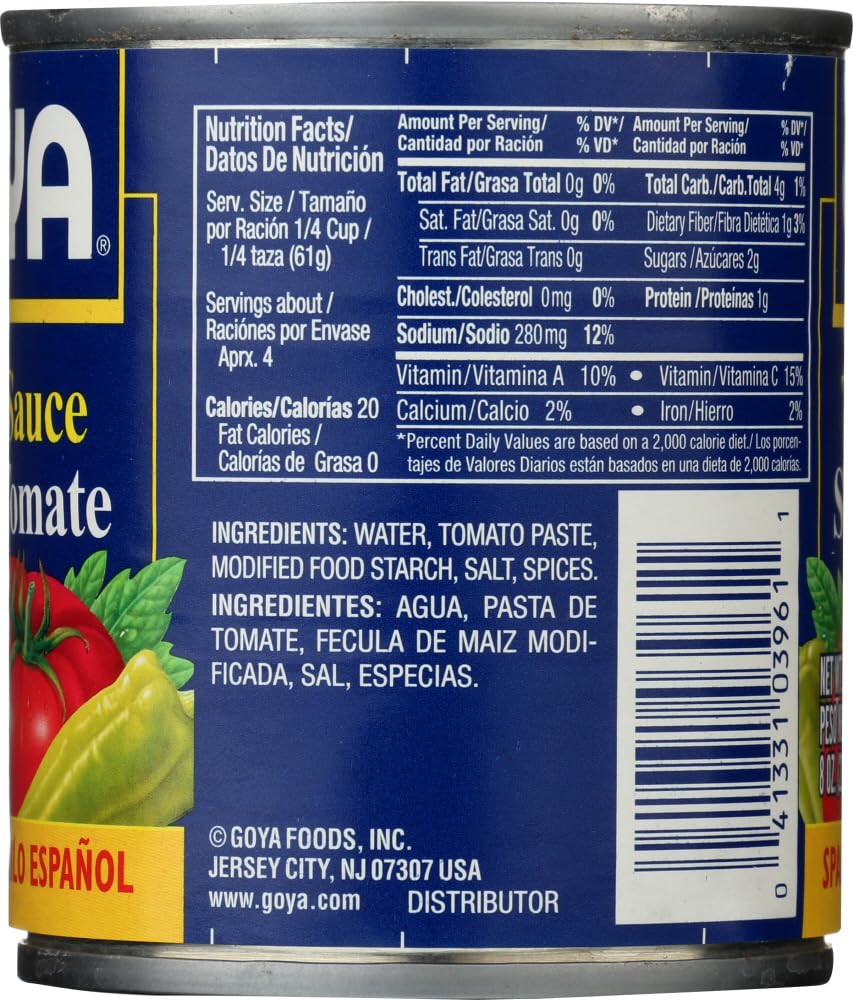 YA®
Sauce
Tomate
LO ESPAÑOL
Nutrition Facts/
Datos De Nutrición
Serv. Size / Tamaño
por Ración 1/4 Cup /
1/4 taza (61g)
Servings about /
Raciónes por Envase
Aprx. 4
Calories/Calorías 20
Fat Calories /
Calorías de Grasa 0
Amount Per Serving/ % DV*/
Cantidad por Ración % VD*
Total Fat/Grasa Total 0g 0%
Sat. Fat/Grasa Sat. 0g 0%
Trans Fat/Grasa Trans 0g
Cholest./Colesterol 0mg 0%
Sodium/Sodio 280mg 12%
Amount Per Serving/ % DV*/
Cantidad por Ración % VD*
Total Carb./Carb.Total 4g 1%
Dietary Fiber/Fibra Dietética 1g 3%
Sugars /Azúcares 2g
Protein /Proteínas 1g
Vitamin/Vitamina A 10% • Vitamin/Vitamina C 15%
Calcium/Calcio 2% • Iron/Hierro 2%
*Percent Daily Values are based on a 2,000 calorie diet./ Los porcen-
tajes de Valores Diarios están basados en una dieta de 2,000 calorías.
INGREDIENTS: WATER, TOMATO PASTE,
MODIFIED FOOD STARCH, SALT, SPICES.
INGREDIENTES: AGUA, PASTA DE
TOMATE, FECULA DE MAIZ MODI-
FICADA, SAL, ESPECIAS.
© GOYA FOODS, INC.
JERSEY CITY, NJ 07307 USA
www.goya.com DISTRIBUTOR
0 41331 03961 1
S
NET
PESO
8 OZ.
SPA